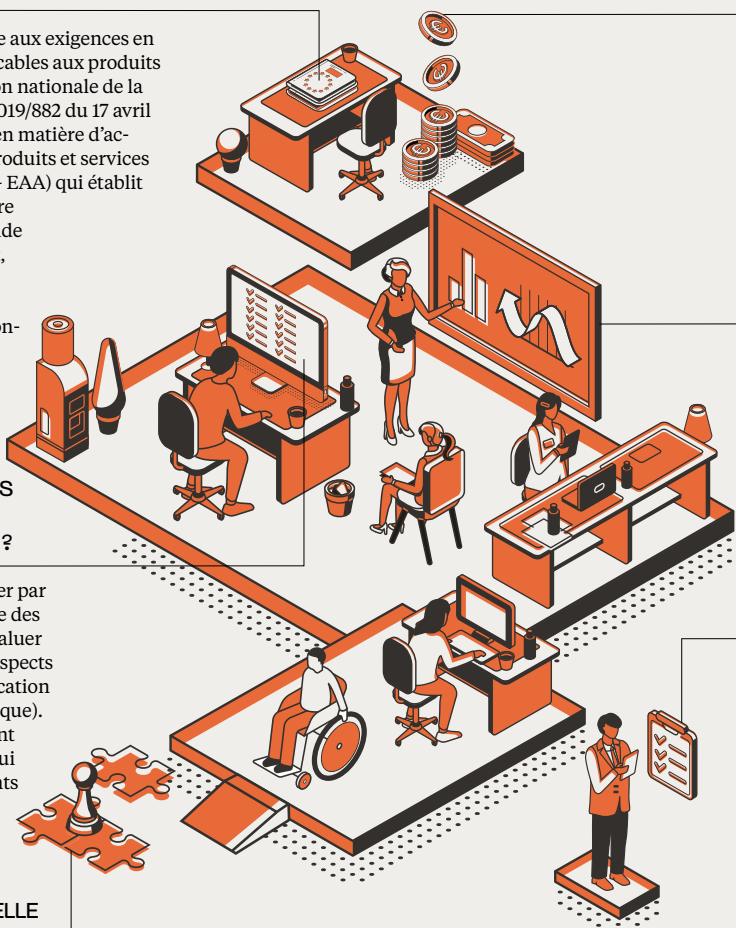 e aux exigences en
cables aux produits
on nationale de la
019/882 du 17 avril
en matière d’ac-
roduits et services
- EAA) qui établit
re
de
,
on-
S
?
er par
e des
aluer
spects
cation
que).
nt
ui
nts
ELLE